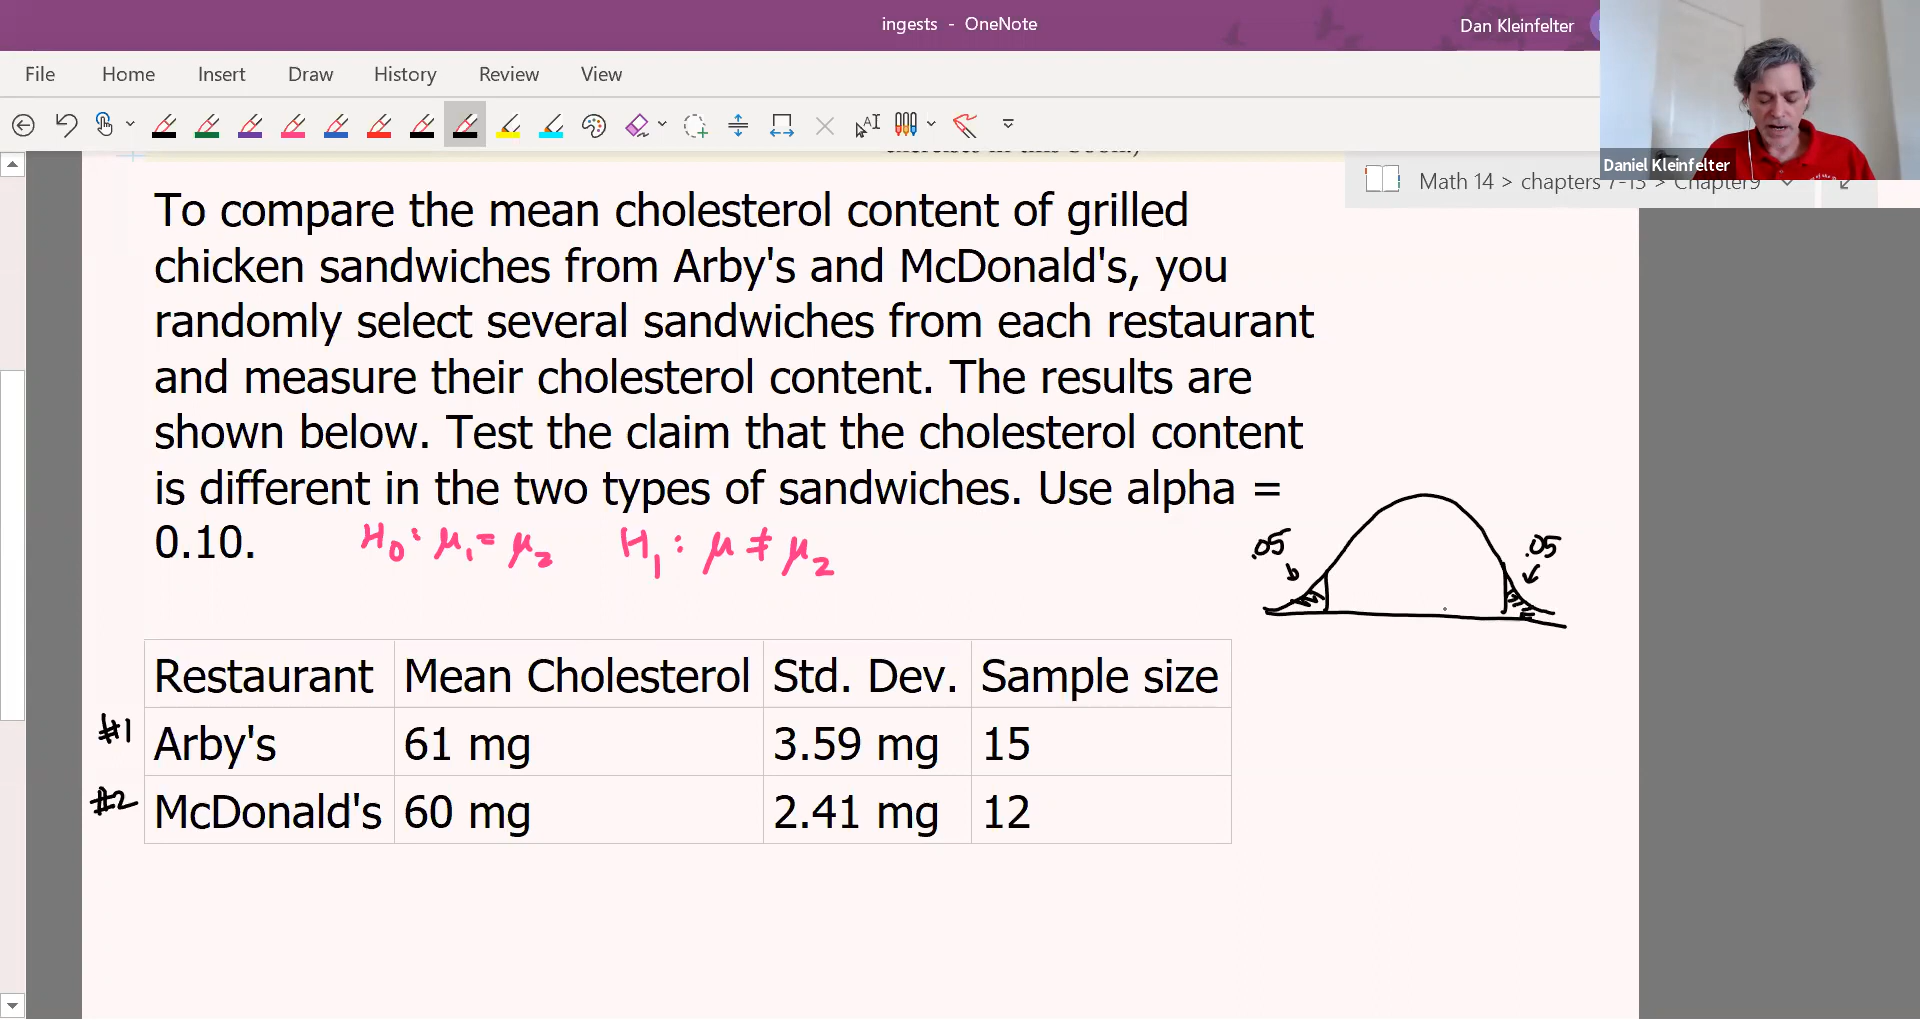 ingests - OneNote
Dan Kleinfelter
File Home Insert Draw History Review View
Daniel Kleinfelter
Math 14 > chapters 7-13 > Chapter9
To compare the mean cholesterol content of grilled
chicken sandwiches from Arby's and McDonald's, you
randomly select several sandwiches from each restaurant
and measure their cholesterol content. The results are
shown below. Test the claim that the cholesterol content
is different in the two types of sandwiches. Use alpha =
0.10. H₀: μ₁ = μ₂ H₁: μ ≠ μ₂
.05 .05
Restaurant Mean Cholesterol Std. Dev. Sample size
#1 Arby's 61 mg 3.59 mg 15
#2 McDonald's 60 mg 2.41 mg 12